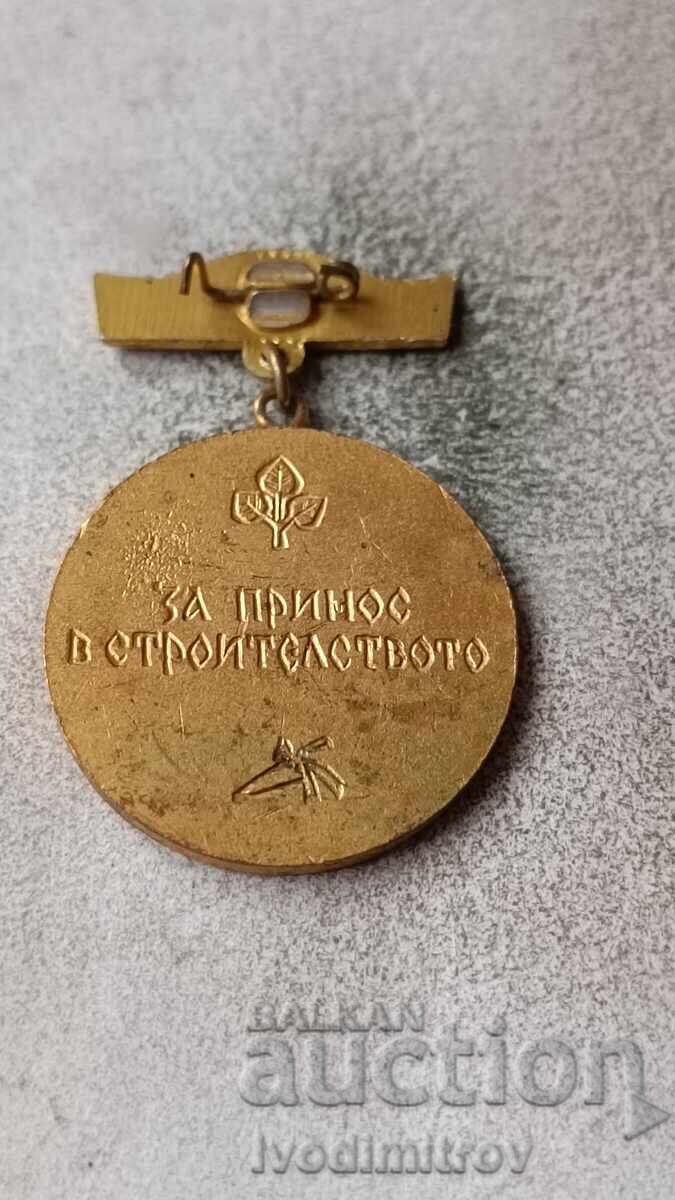 ЗА ПРИНОС
В СТРОИТЕЛСТВОТО
BALKAN
auction
Ivodimitrov